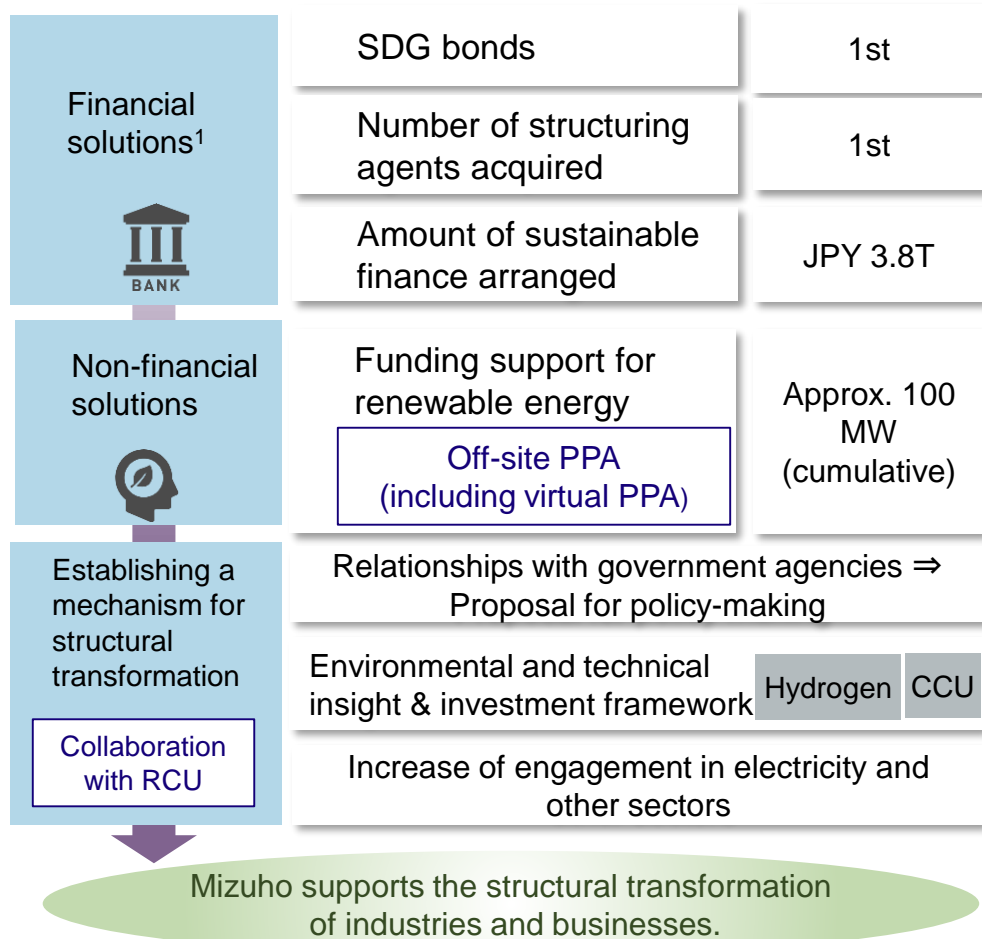 SDG bonds
1st
Financial
solutions¹
Number of structuring
agents acquired
1st
BANK
Amount of sustainable
finance arranged
JPY 3.8T
Non-financial
solutions
Funding support for
renewable energy
Off-site PPA
(including virtual PPA)
Approx. 100
MW
(cumulative)
Establishing a
mechanism for
structural
transformation
Collaboration
with RCU
Relationships with government agencies ⇒
Proposal for policy-making
Environmental and technical
insight & investment framework
Hydrogen
CCU
Increase of engagement in electricity and
other sectors
Mizuho supports the structural transformation
of industries and businesses.